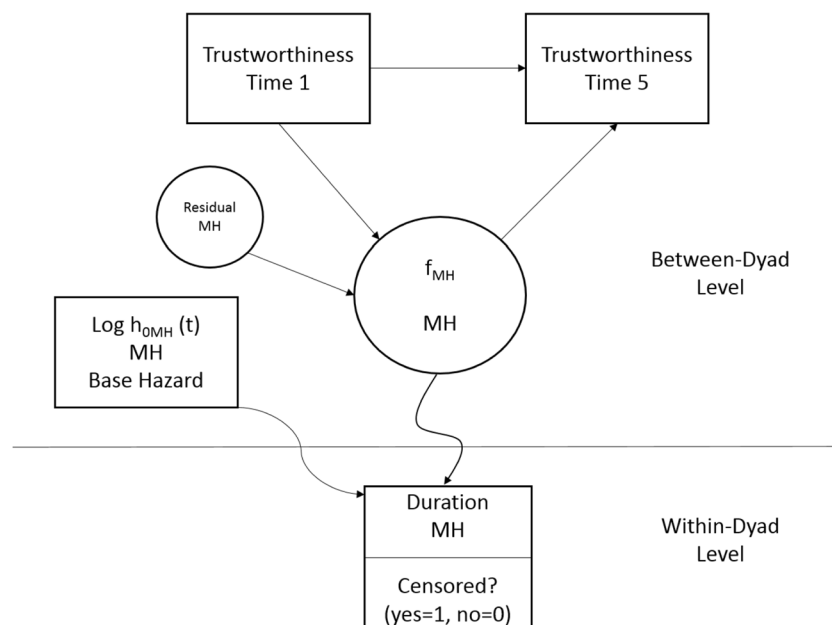 Trustworthiness
Time 1
Trustworthiness
Time 5
Residual
MH
f_MH
MH
Between-Dyad
Level
Log h_0MH (t)
MH
Base Hazard
Duration
MH
Within-Dyad
Level
Censored?
(yes=1, no=0)